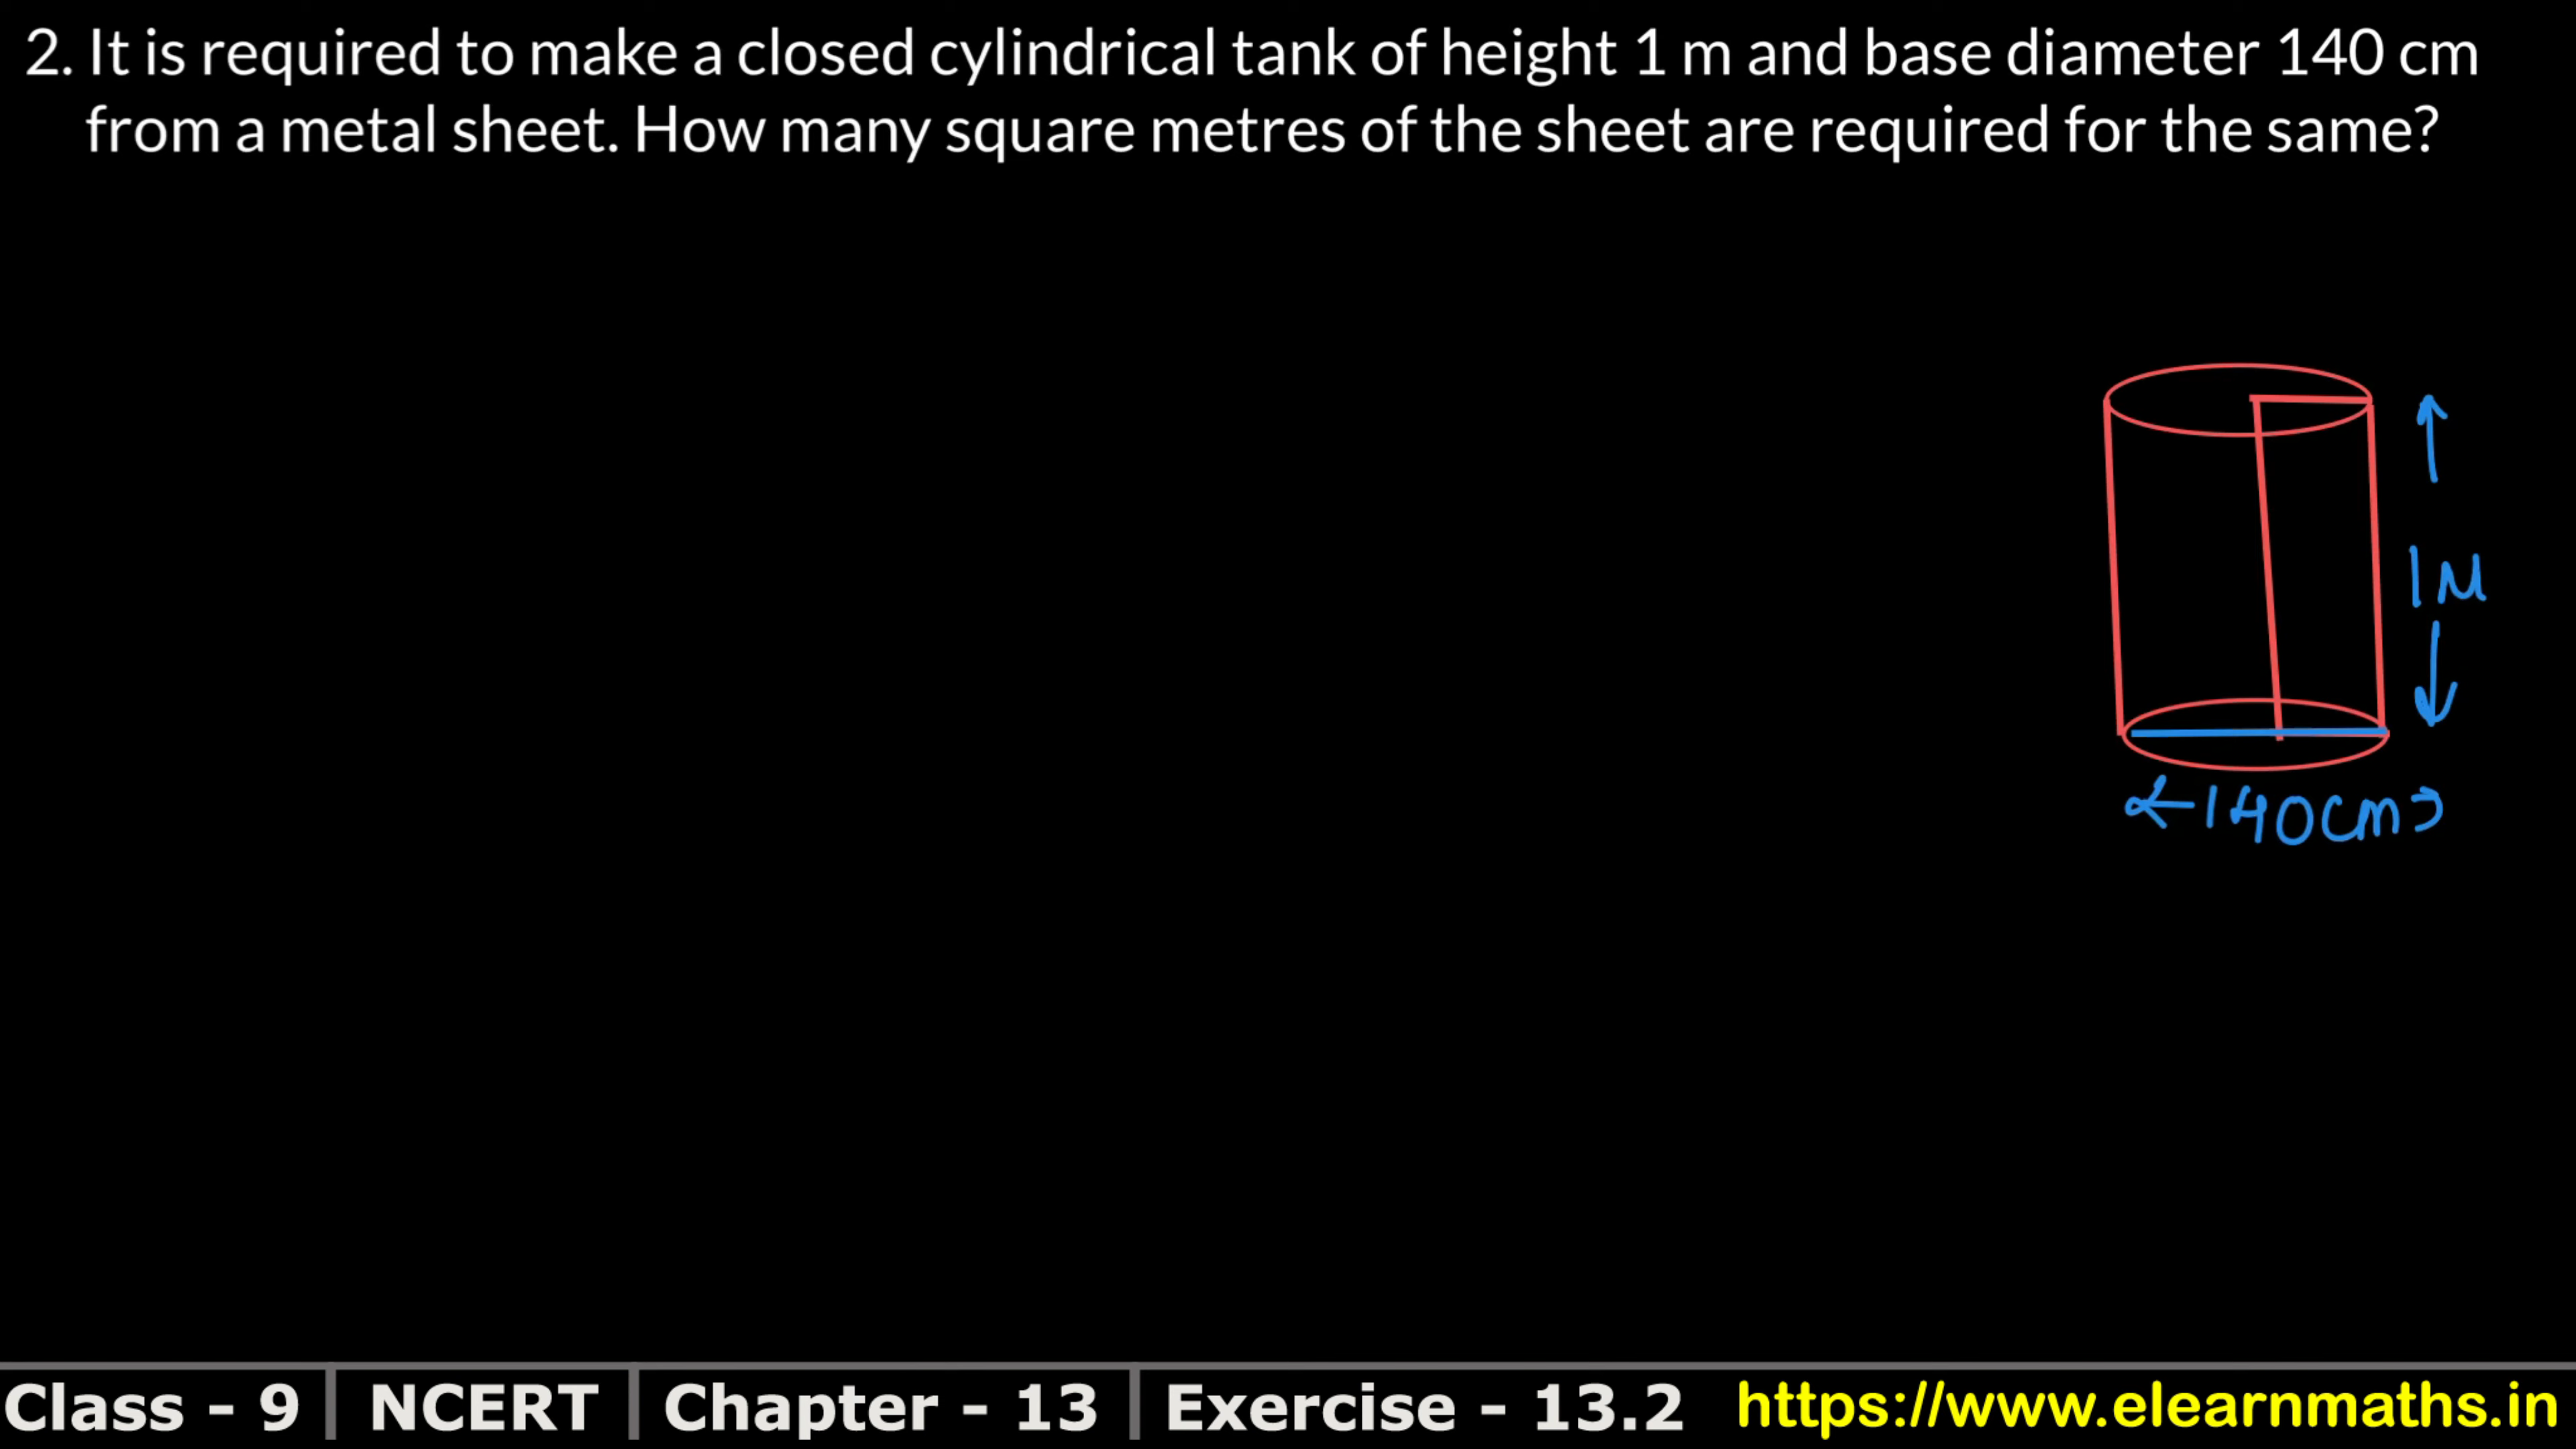 2. It is required to make a closed cylindrical tank of height 1 m and base diameter 140 cm
from a metal sheet. How many square metres of the sheet are required for the same?
1M
140cm
Class - 9 | NCERT | Chapter - 13 | Exercise - 13.2 https://www.elearnmaths.in